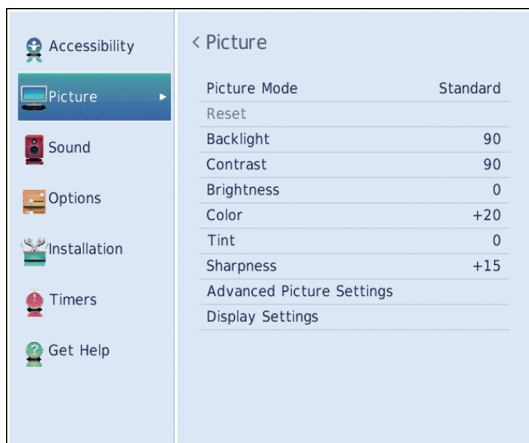 Accessibility
Picture
Sound
Options
Installation
Timers
Get Help
< Picture
Picture Mode Standard
Reset
Backlight 90
Contrast 90
Brightness 0
Color +20
Tint 0
Sharpness +15
Advanced Picture Settings
Display Settings